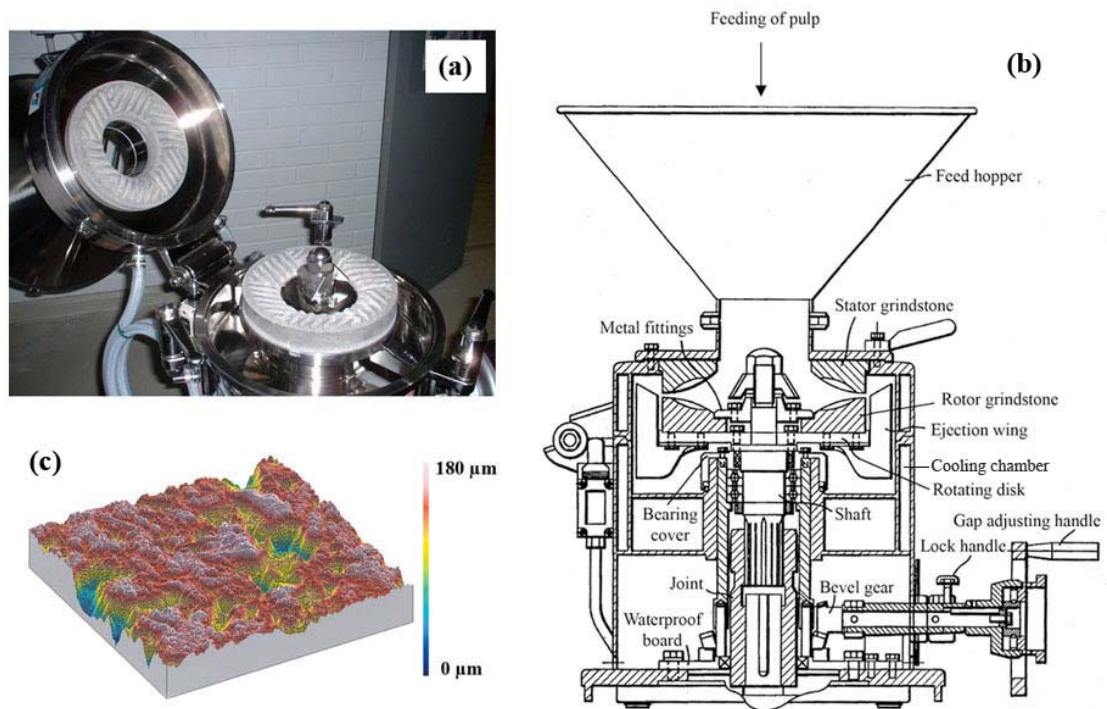 (a)
Feeding of pulp
(b)
Feed hopper
Stator grindstone
Metal fittings
Rotor grindstone
Ejection wing
Cooling chamber
Rotating disk
Bearing
cover
Shaft
Gap adjusting handle
Lock handle
Joint
Bevel gear
Waterproof
board
(c)
180 µm
0 µm